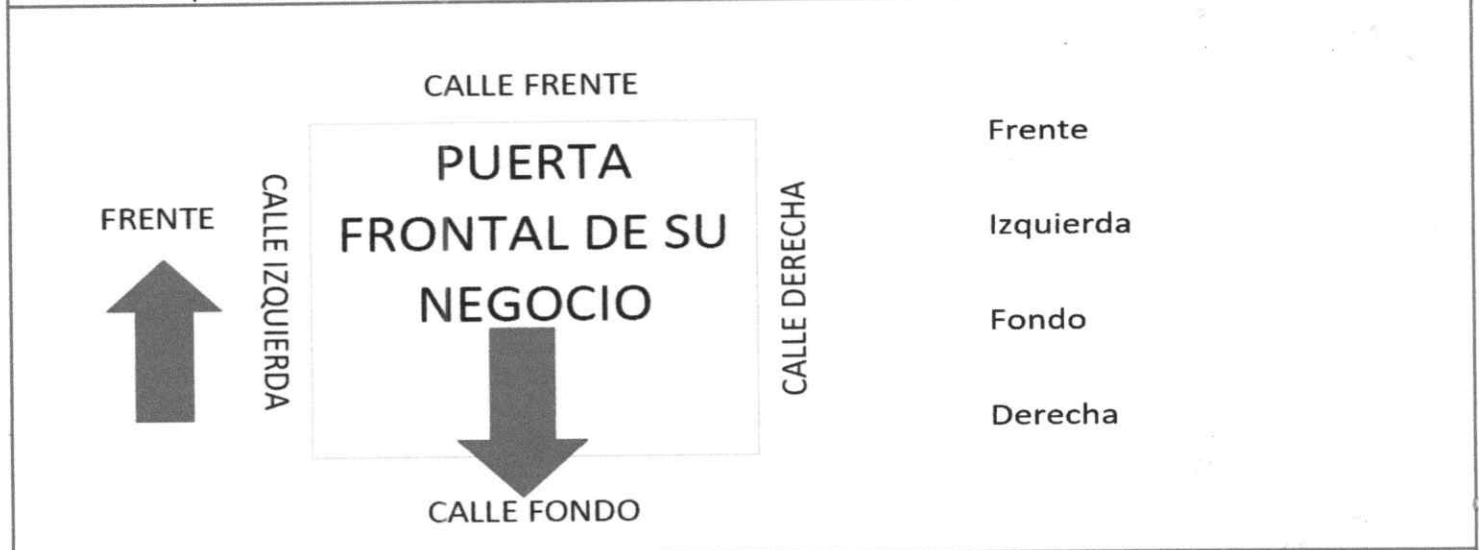 CALLE FRENTE
PUERTA
FRONTAL DE SU
NEGOCIO
FRENTE
CALLE IZQUIERDA
CALLE DERECHA
CALLE FONDO
Frente
Izquierda
Fondo
Derecha